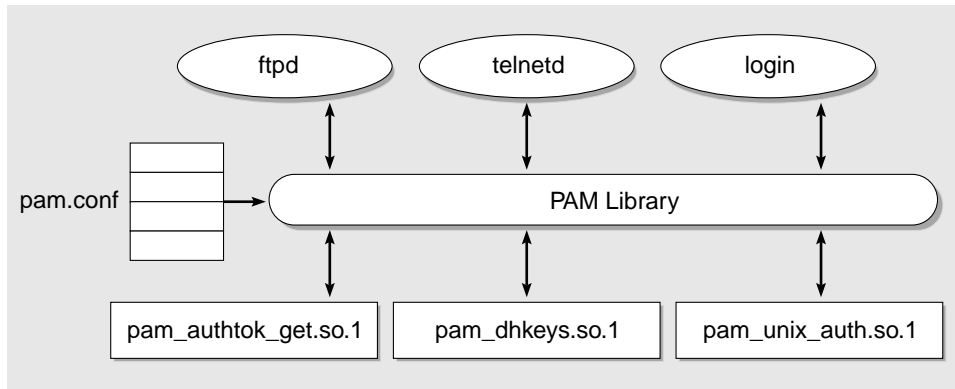 ftpd
telnetd
login
pam.conf
PAM Library
pam_authtok_get.so.1
pam_dhkeys.so.1
pam_unix_auth.so.1